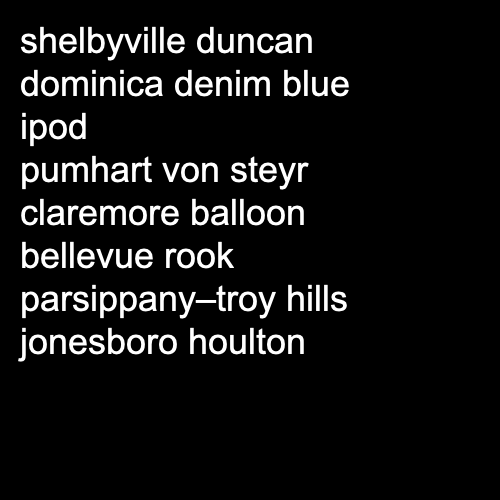 shelbyville duncan
dominica denim blue
ipod
pumhart von steyr
claremore balloon
bellevue rook
parsippany–troy hills
jonesboro houlton